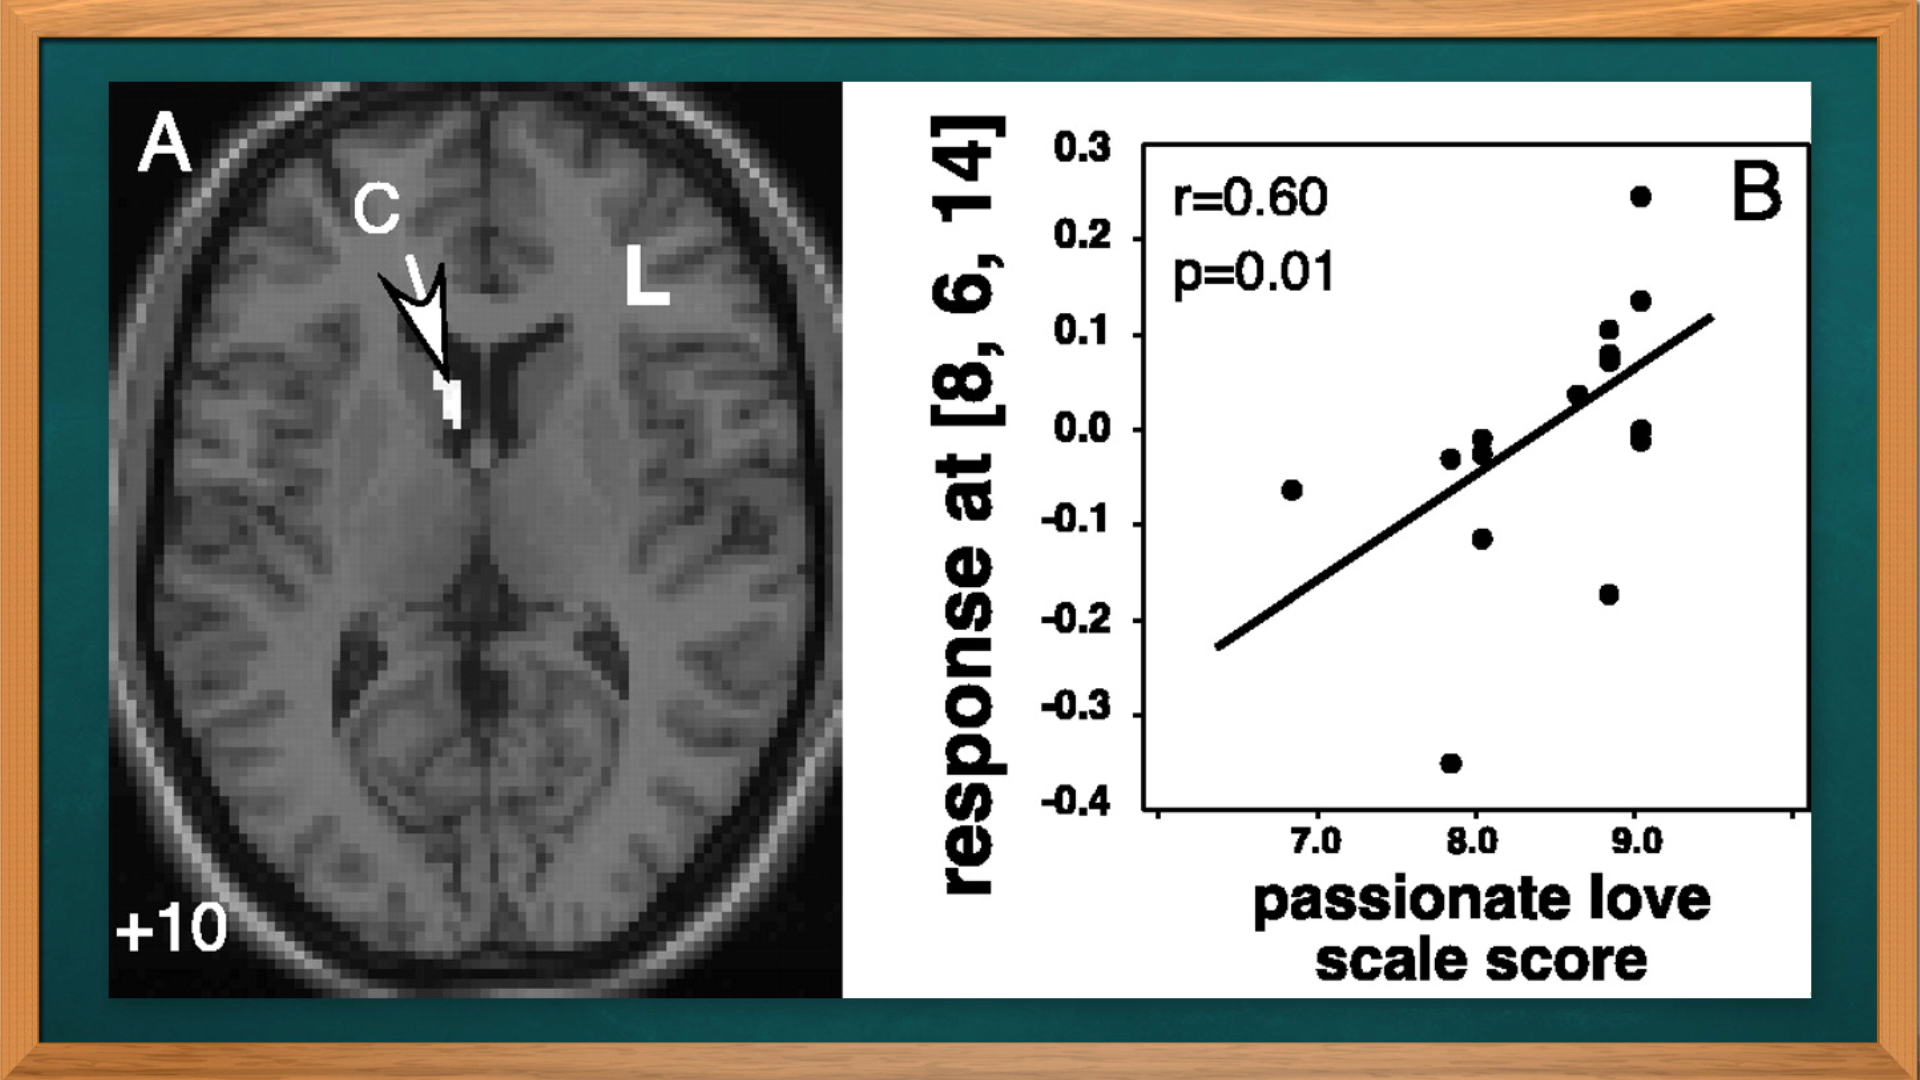 A
C
L
+10
response at [8, 6, 14]
0.3
0.2
0.1
0.0
-0.1
-0.2
-0.3
-0.4
r=0.60
p=0.01
B
7.0 8.0 9.0
passionate love
scale score